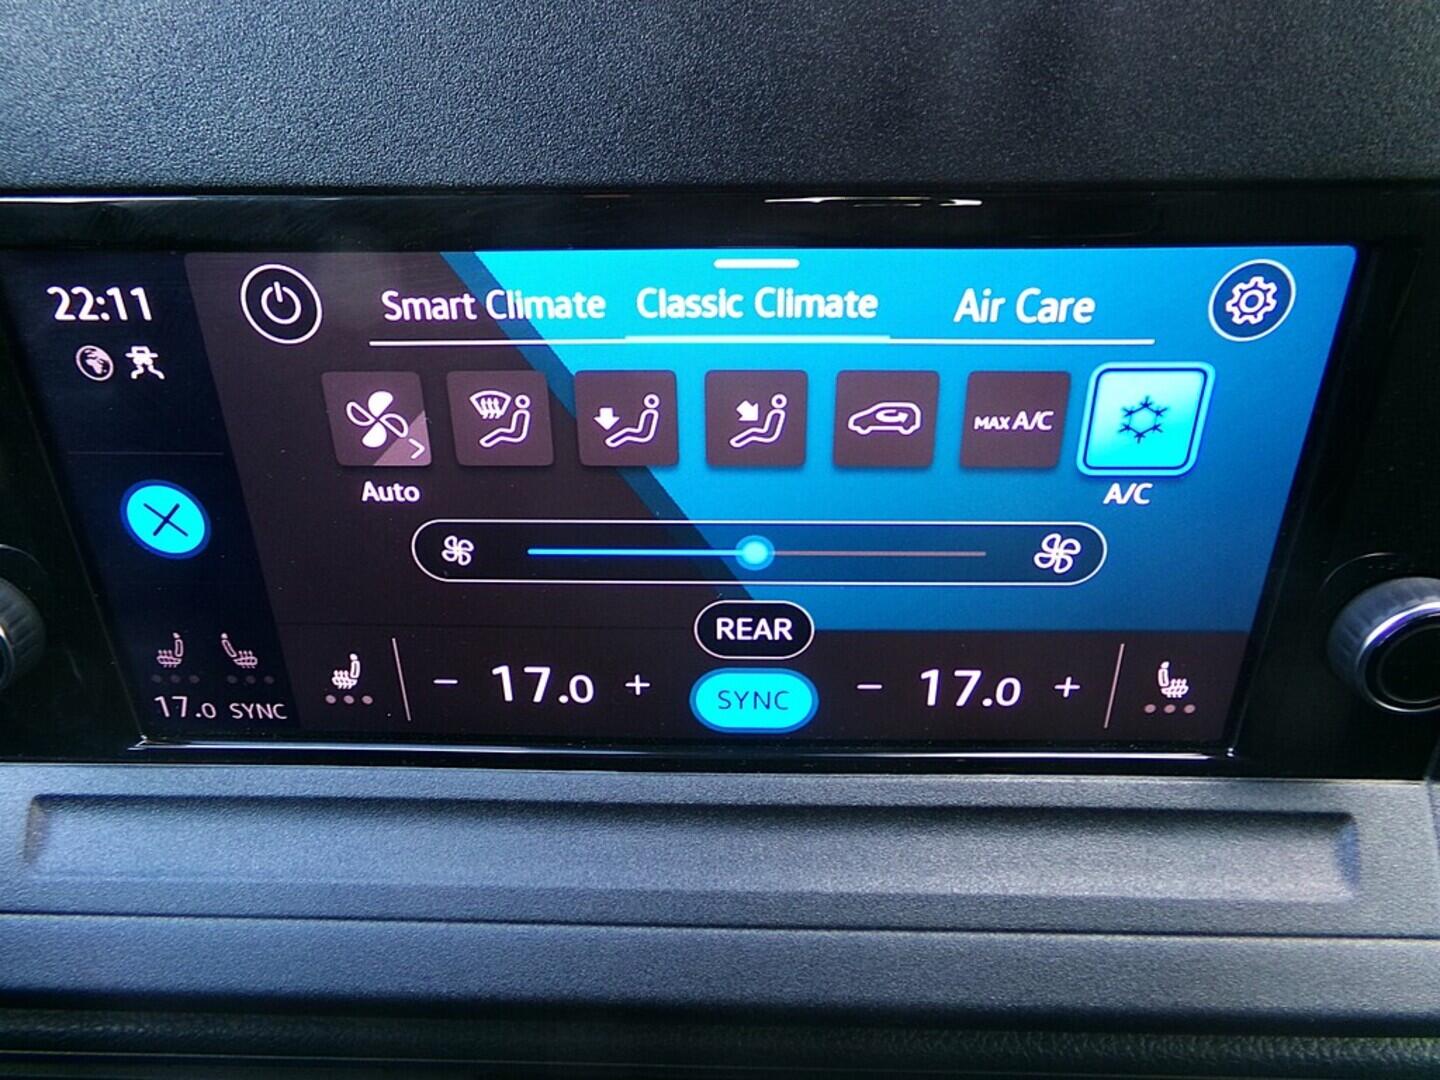 22:11
Smart Climate Classic Climate Air Care
MAX A/C
Auto
A/C
REAR
- 17.0 +
SYNC
- 17.0 +
17.0 SYNC